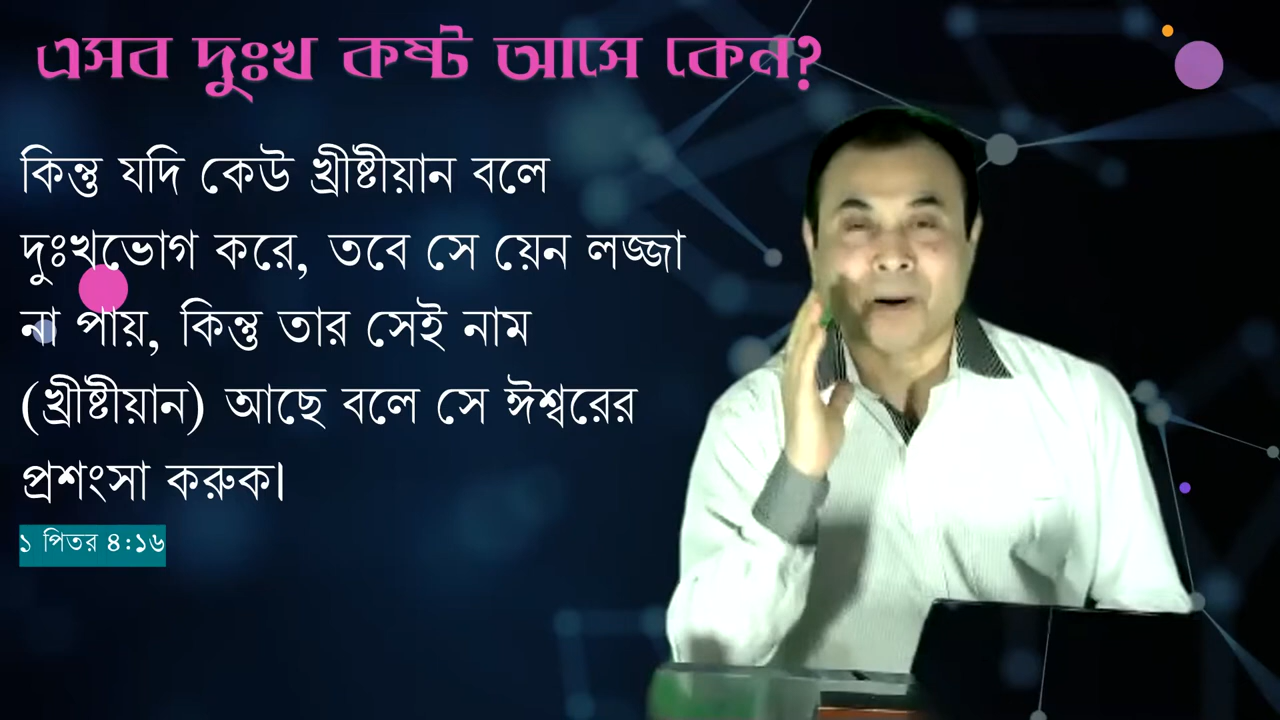 এসব দুঃখ কষ্ট আসে কেন?
কিন্তু যদি কেউ খ্রীষ্টীয়ান বলে
দুঃখভোগ করে, তবে সে য়েন লজ্জা
না পায়, কিন্তু তার সেই নাম
(খ্রীষ্টীয়ান) আছে বলে সে ঈশ্বরের
প্রশংসা করুক৷
১ পিতর ৪:১৬